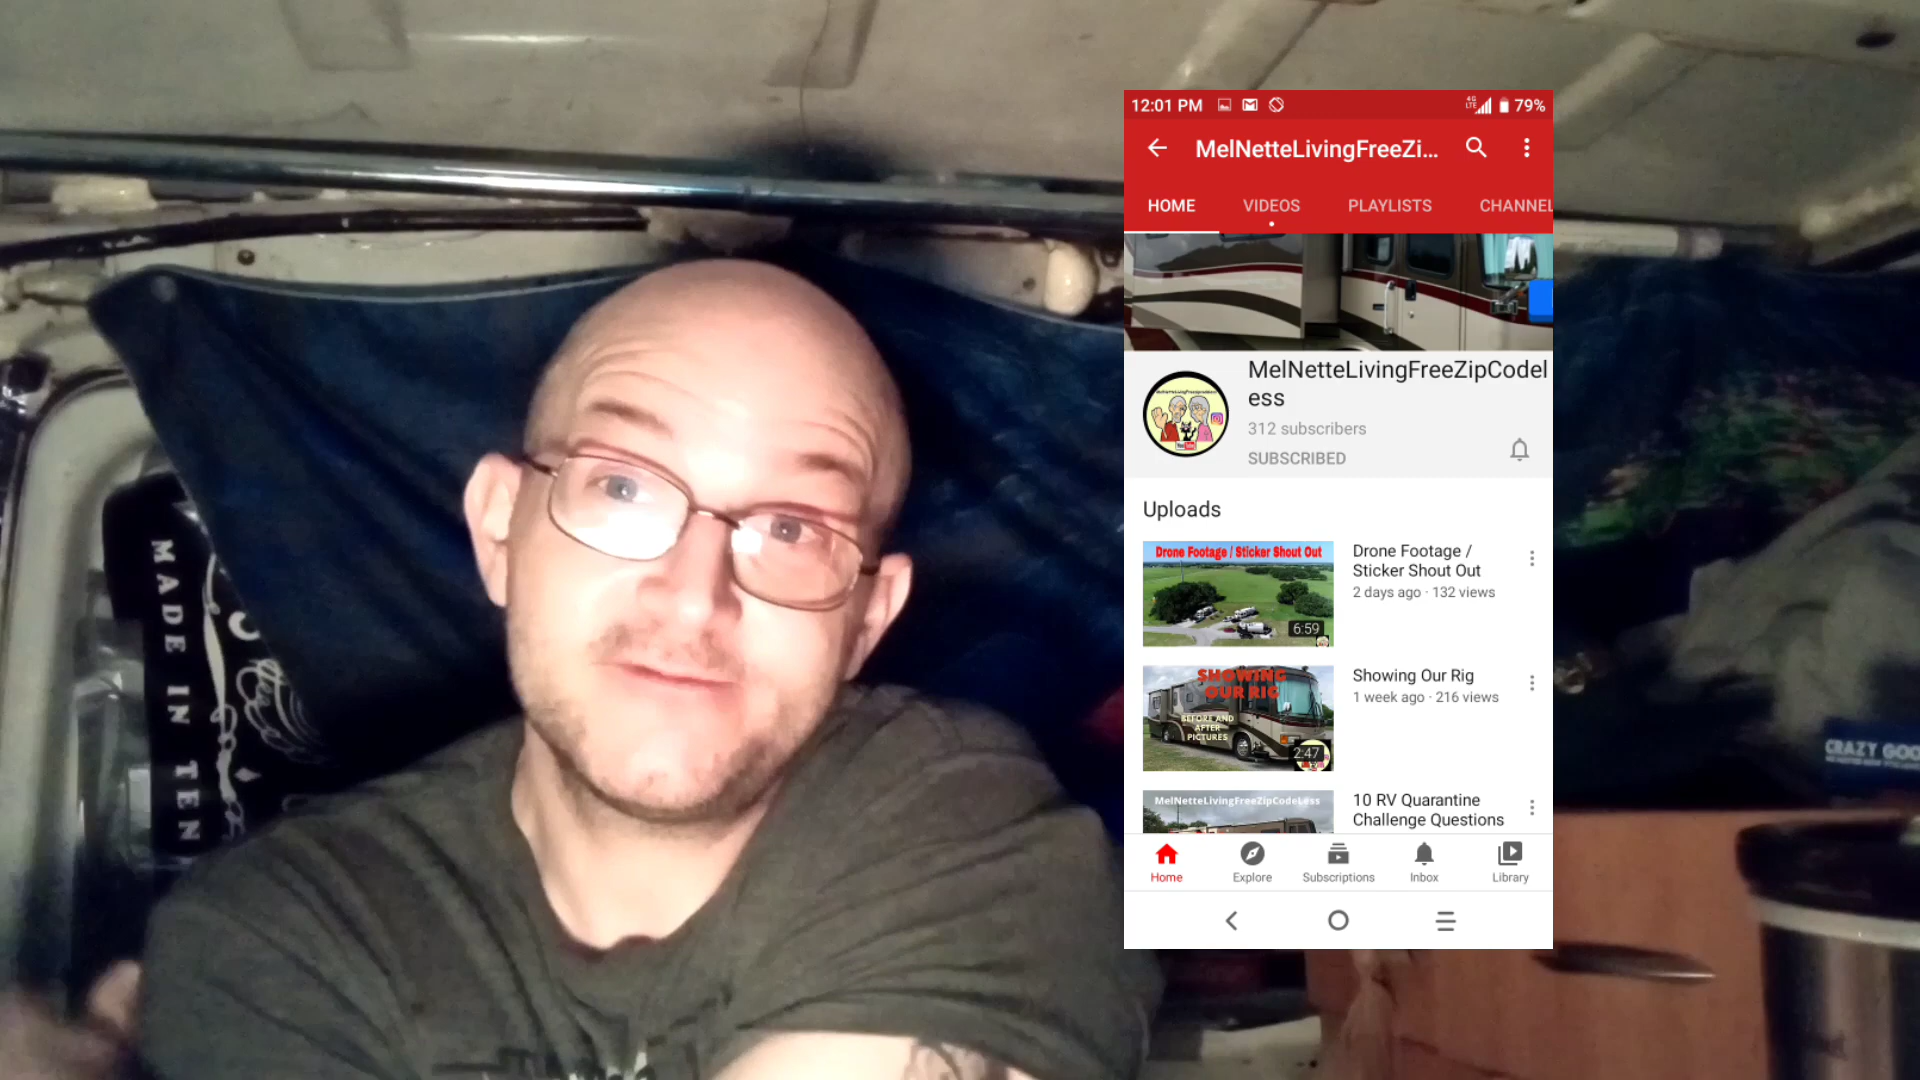 12:01 PM
4G
LTE
79%
MelNetteLivingFreeZi...
HOME
VIDEOS
PLAYLISTS
CHANNEL
MelNetteLivingFreeZipCodel
ess
312 subscribers
SUBSCRIBED
Uploads
Drone Footage / Sticker Shout Out
6:59
Drone Footage /
Sticker Shout Out
2 days ago · 132 views
SHOWING
OUR RIG
BEFORE AND
AFTER
PICTURES
2:47
Showing Our Rig
1 week ago · 216 views
MelNetteLivingFreeZipCodeLess
10 RV Quarantine
Challenge Questions
Home
Explore
Subscriptions
Inbox
Library
MADE IN TEN
CRAZY GOO